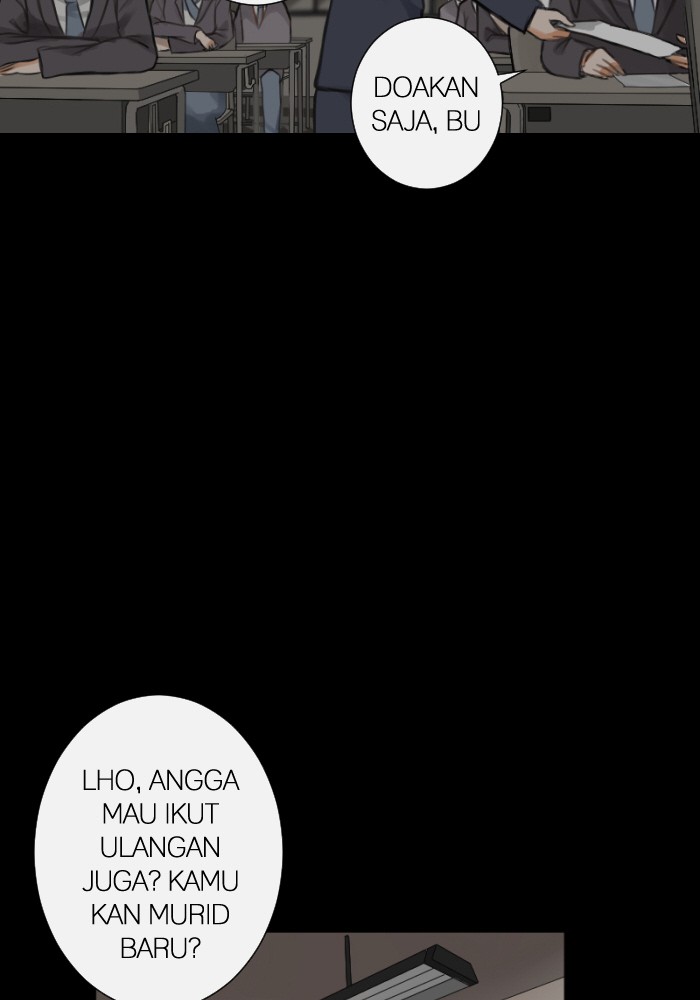 DOAKAN
SAJA, BU
LHO, ANGGA
MAU IKUT
ULANGAN
JUGA? KAMU
KAN MURID
BARU?